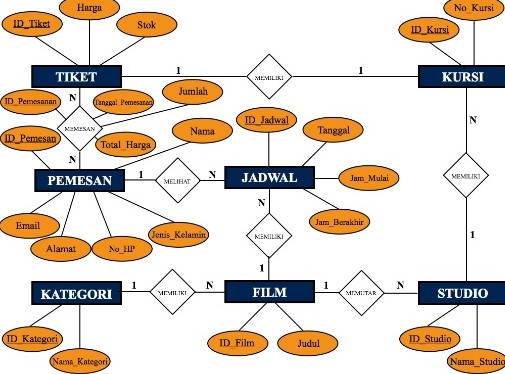 Harga
No_Kursi
ID_Tiket
Stok
ID_Kursi
TIKET
1
MEMILIKI
1
KURSI
ID_Pemesanan
N
Tanggal_Pemesanan
Jumlah
MEMESAN
ID_Jadwal
N
ID_Pemesan
Total_Harga
Nama
Tanggal
N
PEMESAN
1
MELIHAT
N
JADWAL
Jam_Mulai
MEMILIKI
N
Jam_Berakhir
Email
Jenis_Kelamin
MEMILIKI
1
Alamat
No_HP
1
KATEGORI
1
MEMILIKI
N
FILM
1
MEMUTAR
N
STUDIO
ID_Kategori
ID_Film
Judul
ID_Studio
Nama_Kategori
Nama_Studio